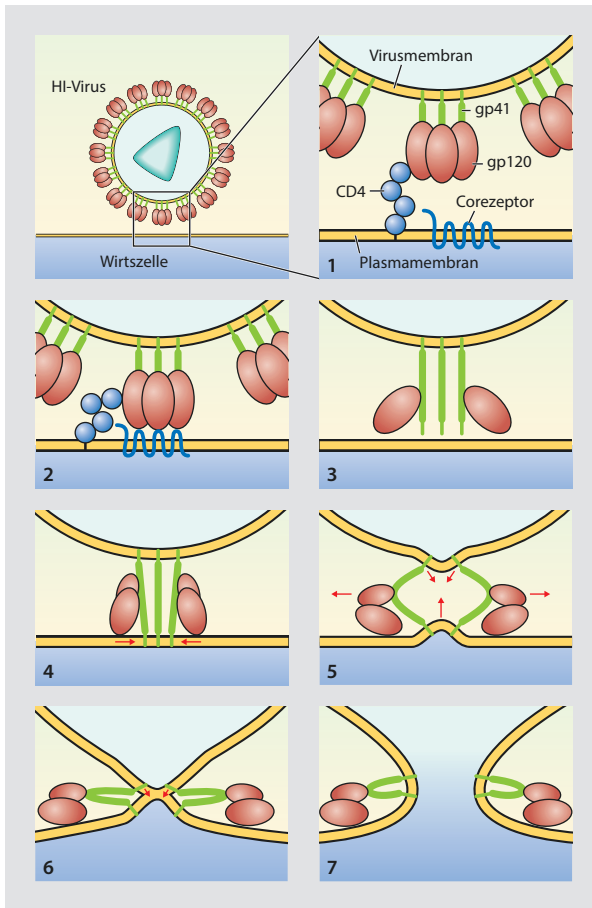 HI-Virus
Wirtszelle
Virusmembran
gp41
gp120
CD4
Corezeptor
Plasmamembran
1
2
3
4
5
6
7